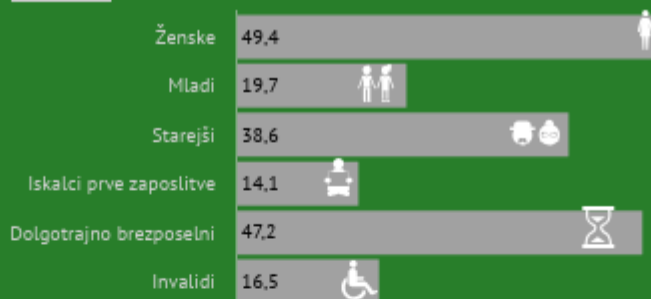 Ženske 49,4
Mladi 19,7
Starejši 38,6
Iskalci prve zaposlitve 14,1
Dolgotrajno brezposelni 47,2
Invalidi 16,5